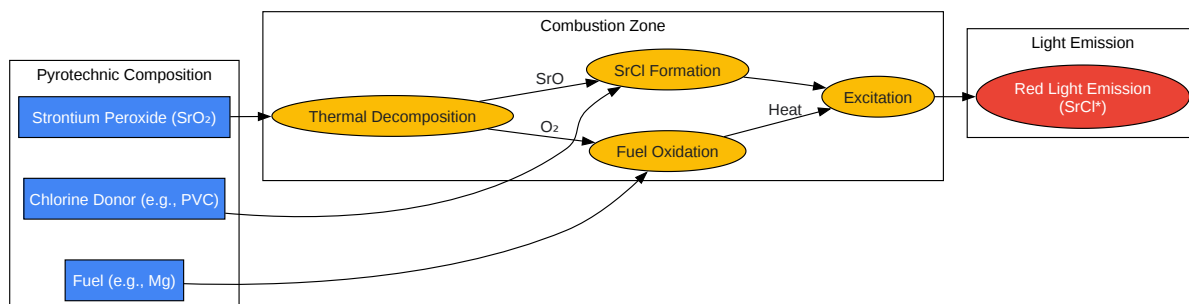 Pyrotechnic Composition
Strontium Peroxide (SrO₂)
Chlorine Donor (e.g., PVC)
Fuel (e.g., Mg)
Combustion Zone
Thermal Decomposition
SrO
O₂
SrCl Formation
Fuel Oxidation
Heat
Excitation
Light Emission
Red Light Emission
(SrCl*)